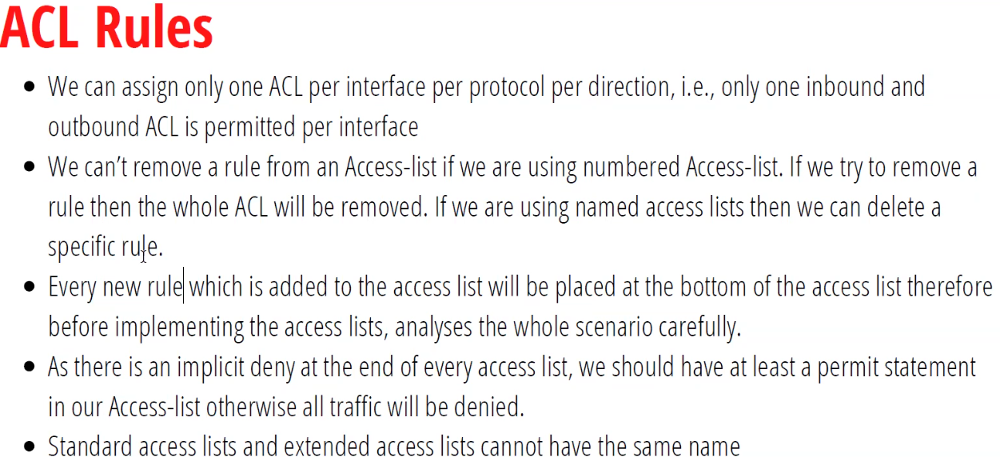 ACL Rules
• We can assign only one ACL per interface per protocol per direction, i.e., only one inbound and
outbound ACL is permitted per interface
• We can’t remove a rule from an Access-list if we are using numbered Access-list. If we try to remove a
rule then the whole ACL will be removed. If we are using named access lists then we can delete a
specific rule.
• Every new rule which is added to the access list will be placed at the bottom of the access list therefore
before implementing the access lists, analyses the whole scenario carefully.
• As there is an implicit deny at the end of every access list, we should have at least a permit statement
in our Access-list otherwise all traffic will be denied.
• Standard access lists and extended access lists cannot have the same name